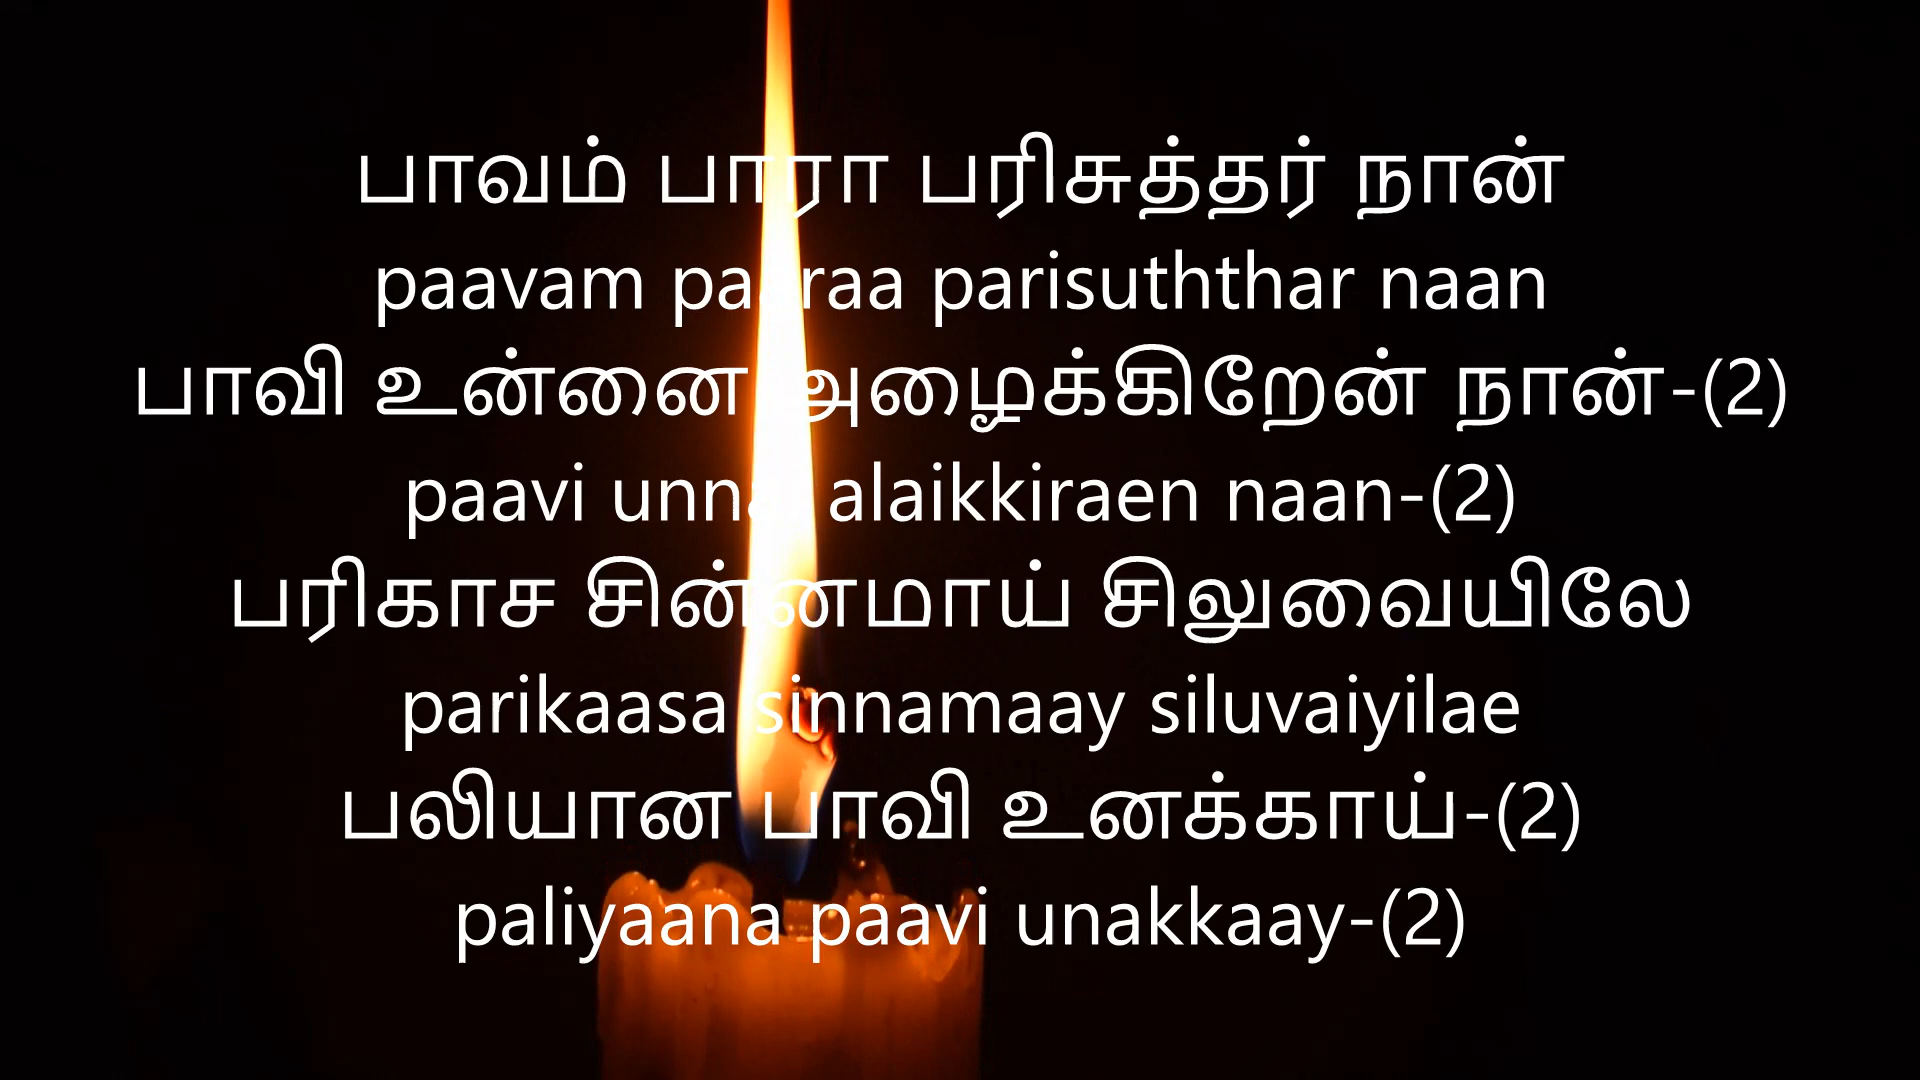 பாவம் பாரா பரிசுத்தர் நான்
paavam paaraa parisuththar naan
பாவி உன்னை அழைக்கிறேன் நான்-(2)
paavi unnai alaikkiraen naan-(2)
பரிகாச சின்னமாய் சிலுவையிலே
parikaasa sinnamaay siluvaiyilae
பலியான பாவி உனக்காய்-(2)
paliyaana paavi unakkaay-(2)